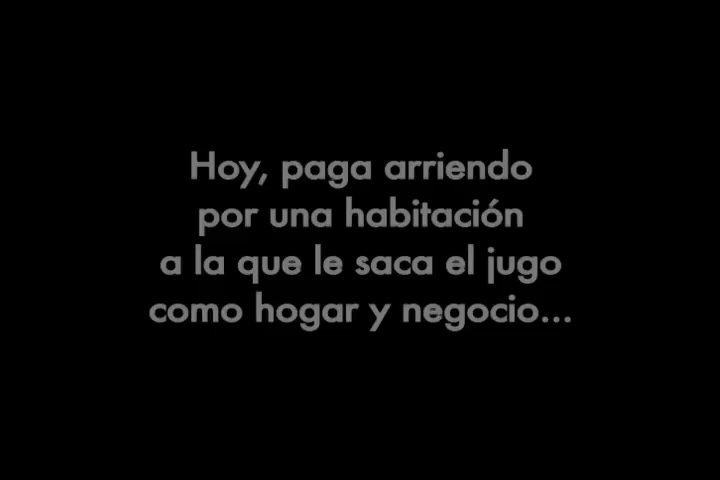 Hoy, paga arriendo
por una habitación
a la que le saca el jugo
como hogar y negocio...